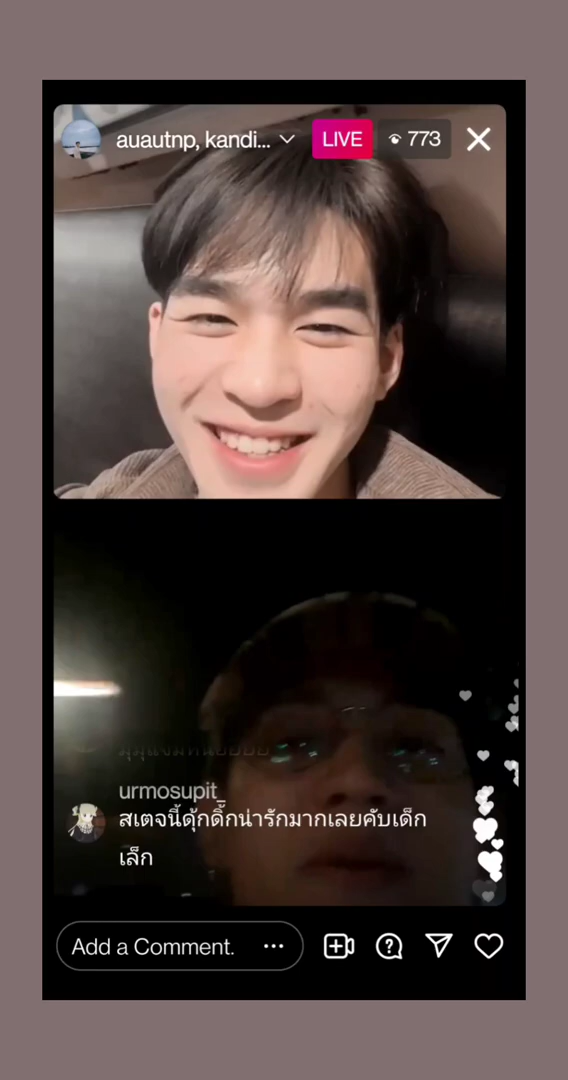 auautnp, kandi...
LIVE
773
urmosupit_
สเตจนี้ดุ้กดิ้กน่ารักมากเลยคับเด็ก
เล็ก
Add a Comment.